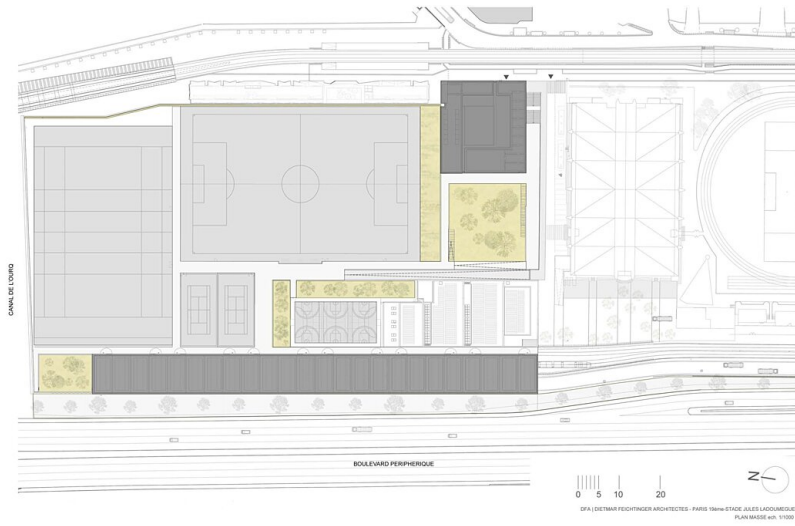 CANAL DE L'OURQ
BOULEVARD PERIPHERIQUE
N
0 5 10 20
DFA | DIETMAR FEICHTINGER ARCHITECTES - PARIS 19ème-STADE JULES LADOUMEGUE
PLAN MASSE ech. 1/1000